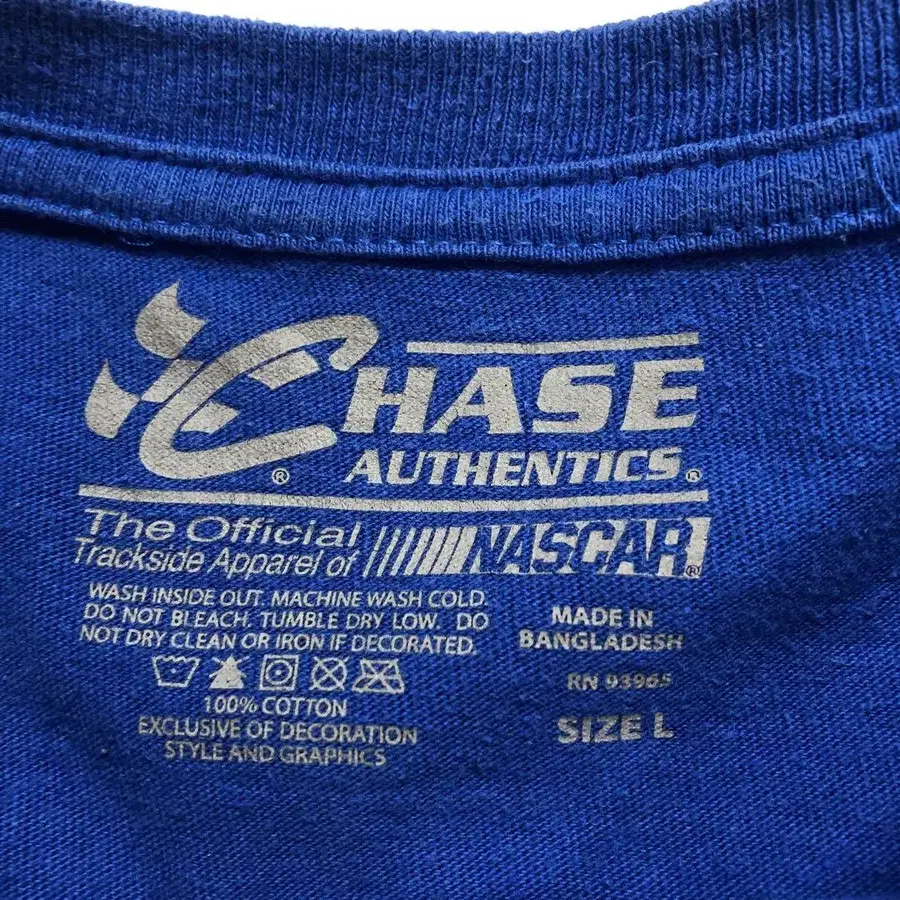 CHASE
AUTHENTICS®
®
The Official
Trackside Apparel of NASCAR®
WASH INSIDE OUT. MACHINE WASH COLD.
DO NOT BLEACH. TUMBLE DRY LOW. DO
NOT DRY CLEAN OR IRON IF DECORATED.
100% COTTON
EXCLUSIVE OF DECORATION
STYLE AND GRAPHICS
MADE IN
BANGLADESH
RN 93965
SIZE L